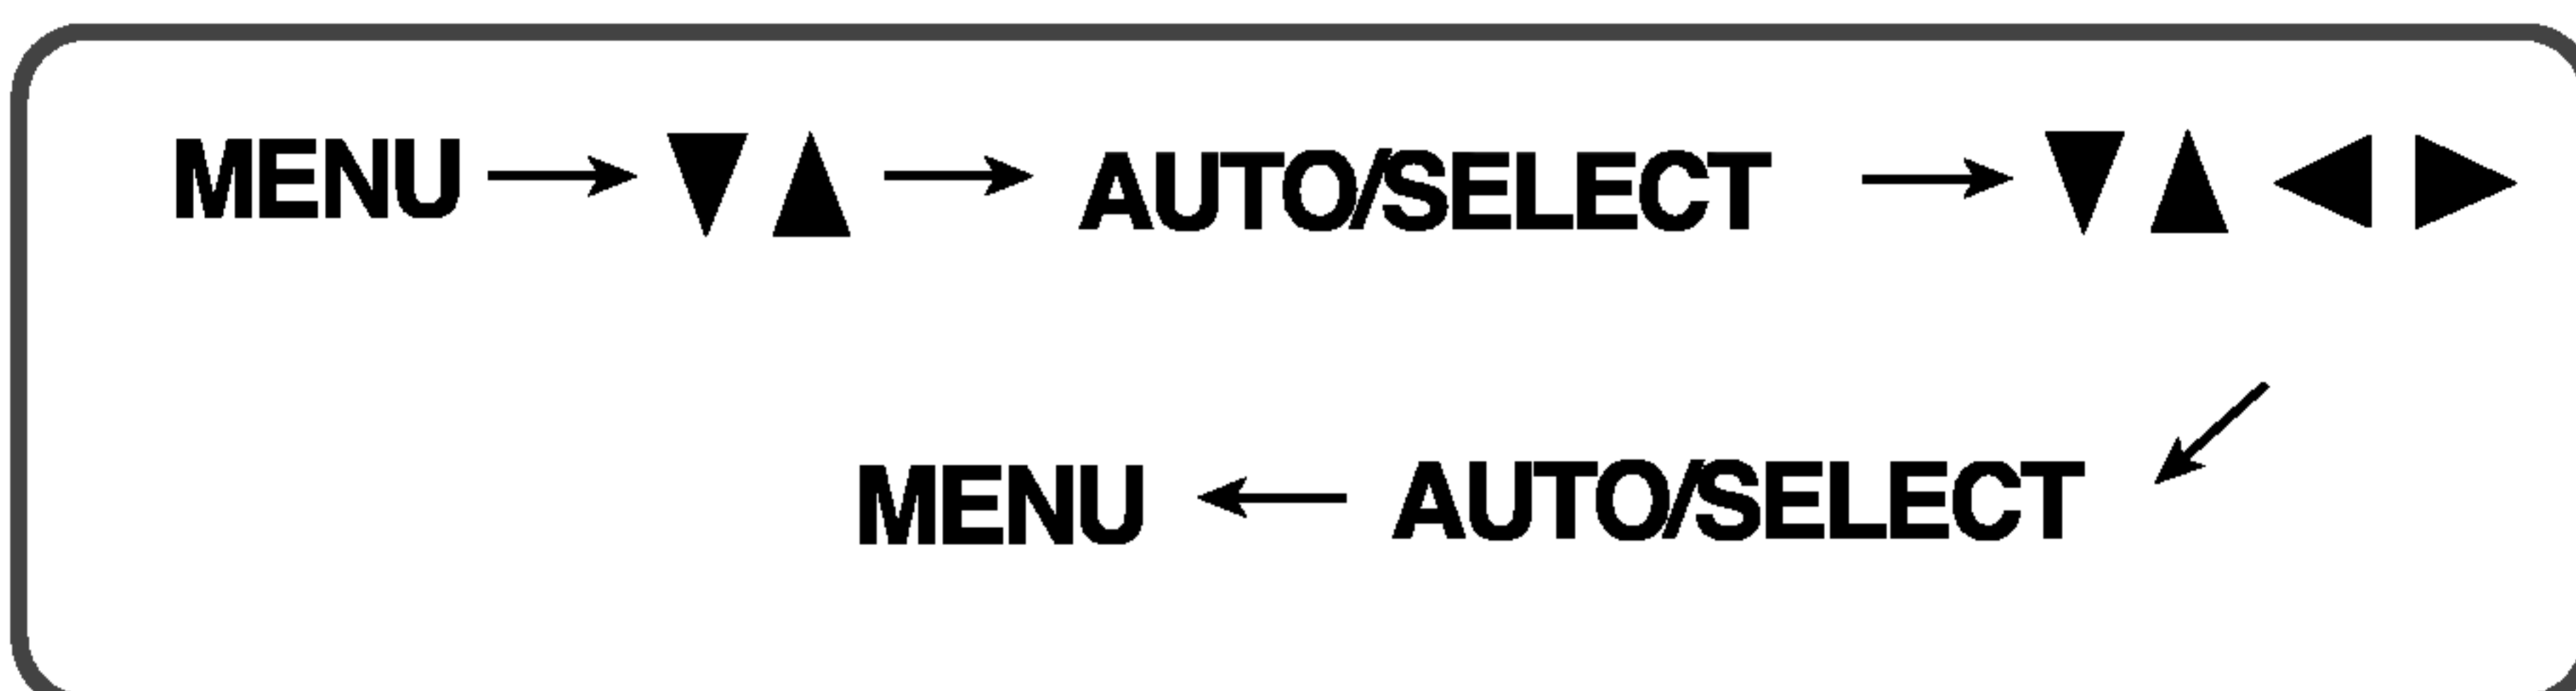 MENU → ▼ ▲ → AUTO/SELECT → ▼ ▲ ◀ ▶
MENU ← AUTO/SELECT